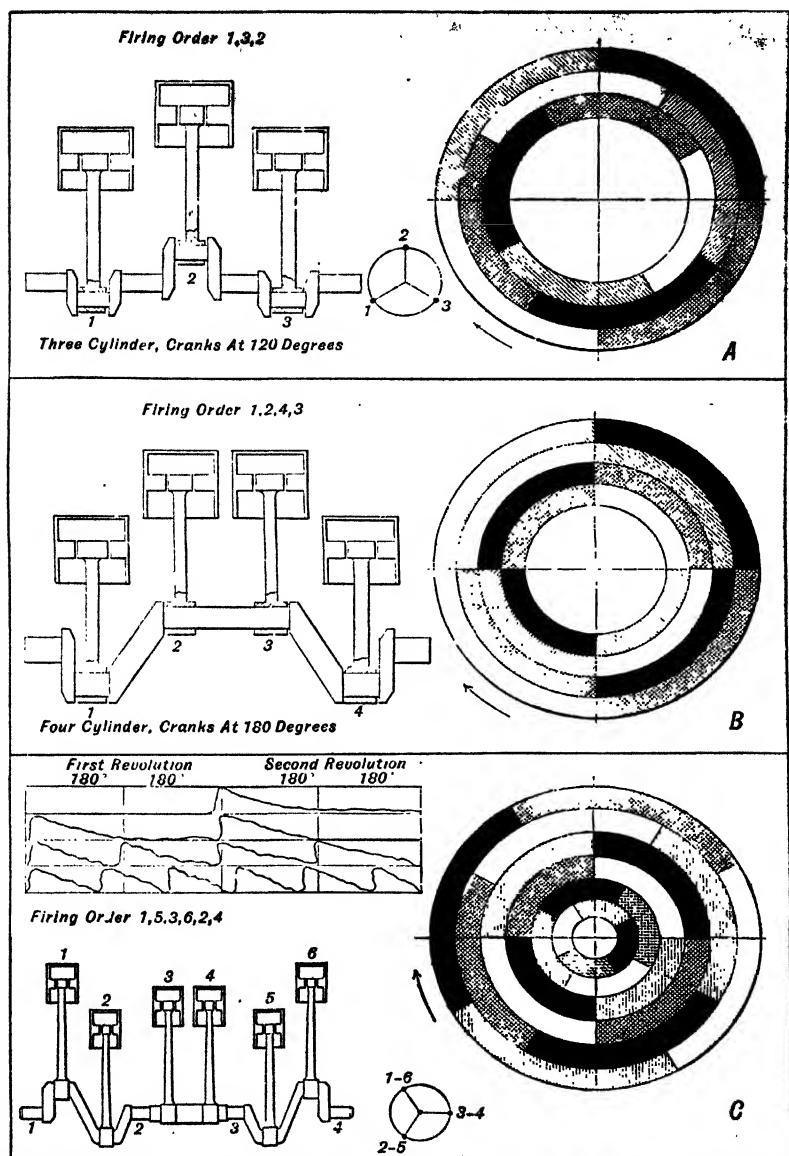 Firing Order 1,3,2
2
2
1
3
1
3
Three Cylinder, Cranks At 120 Degrees
A
Firing Order 1,2,4,3
2
3
1
4
Four Cylinder, Cranks At 180 Degrees
B
First Revolution
Second Revolution
180°
180°
180°
180°
Firing Order 1,5.3,6,2,4
1
2
3
4
5
6
1
2
3
4
1-6
3-4
2-5
C